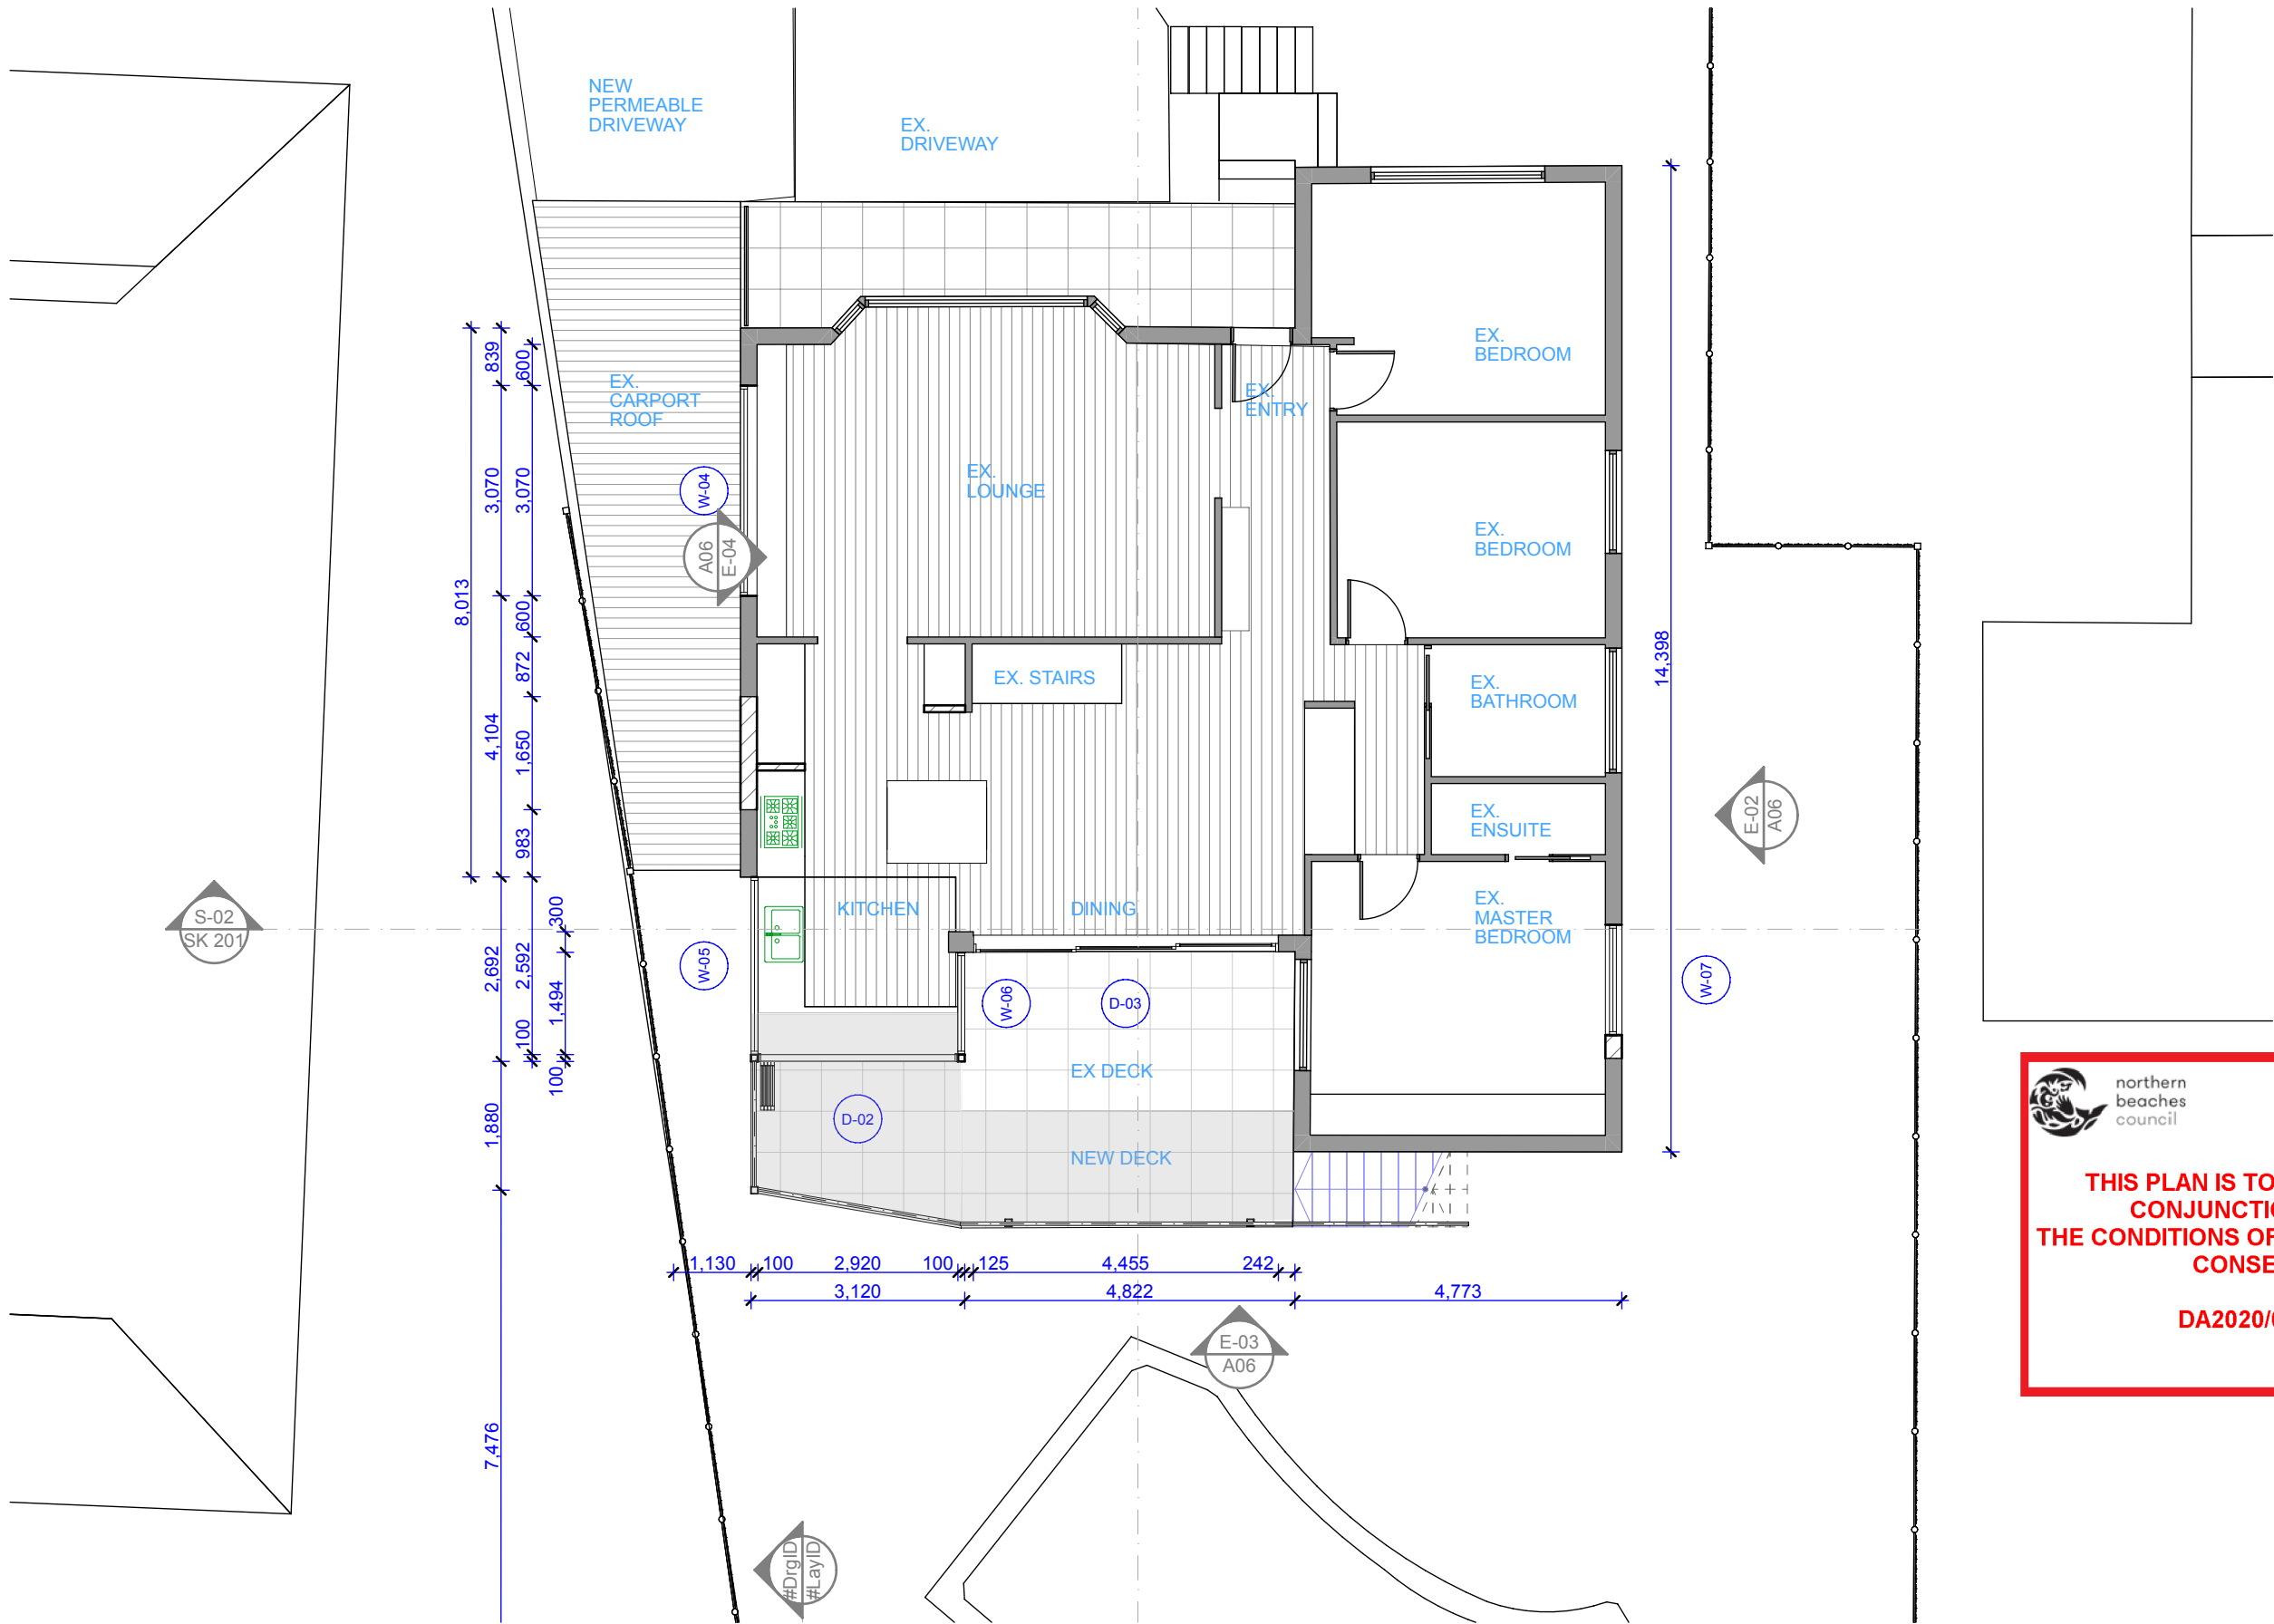 NEW
PERMEABLE
DRIVEWAY
EX.
DRIVEWAY
EX.
BEDROOM
839
600
EX.
CARPORT
ROOF
EX.
ENTRY
W-04
3,070
3,070
EX.
LOUNGE
A06
E-04
EX.
BEDROOM
8,013
600
872
14,398
EX. STAIRS
EX.
BATHROOM
4,104
1,650
E-02
A06
983
EX.
ENSUITE
S-02
SK 201
300
KITCHEN
DINING
EX.
MASTER
BEDROOM
W-05
2,692
2,592
1,494
100
100
W-06
D-03
W-07
EX DECK
1,880
D-02
NEW DECK
northern
beaches
council
THIS PLAN IS TO
CONJUNCTIO
THE CONDITIONS OF
CONSE
DA2020/
1,130
100
2,920
100
125
4,455
242
3,120
4,822
4,773
E-03
A06
7,476
#DrgID
#LayID